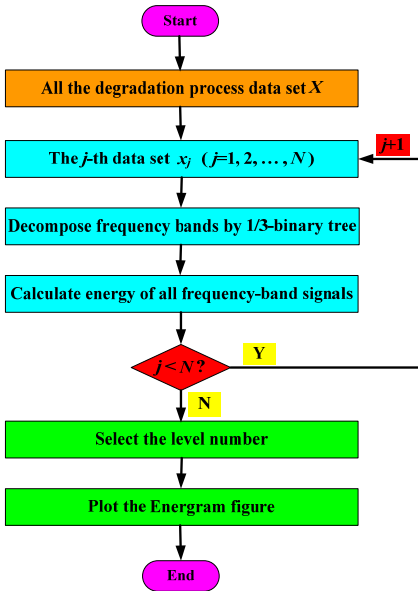 Start
All the degradation process data set X
j+1
The j-th data set xj (j=1, 2, …, N)
Decompose frequency bands by 1/3-binary tree
Calculate energy of all frequency-band signals
j < N?
Y
N
Select the level number
Plot the Energram figure
End